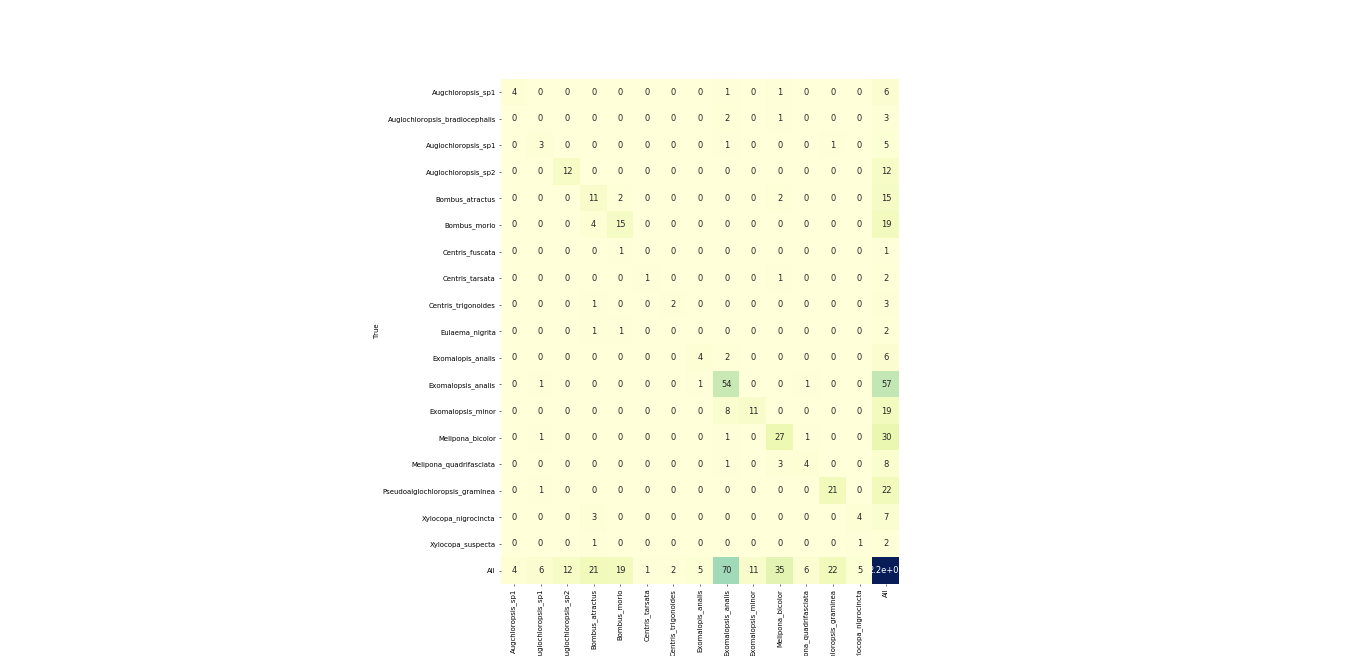 Augchloropsis_sp1 4 0 0 0 0 0 0 0 1 0 1 0 0 0 6
Auglochloropsis_bradiocephalis 0 0 0 0 0 0 0 0 2 0 1 0 0 0 3
Auglochloropsis_sp1 0 3 0 0 0 0 0 0 1 0 0 0 1 0 5
Auglochloropsis_sp2 0 0 12 0 0 0 0 0 0 0 0 0 0 0 12
Bombus_atractus 0 0 0 11 2 0 0 0 0 0 2 0 0 0 15
Bombus_morio 0 0 0 4 15 0 0 0 0 0 0 0 0 0 19
Centris_fuscata 0 0 0 0 1 0 0 0 0 0 0 0 0 0 1
Centris_tarsata 0 0 0 0 0 1 0 0 0 0 1 0 0 0 2
Centris_trigonoides 0 0 0 1 0 0 2 0 0 0 0 0 0 0 3
True
Eulaema_nigrita 0 0 0 1 1 0 0 0 0 0 0 0 0 0 2
Exomalopis_analis 0 0 0 0 0 0 0 4 2 0 0 0 0 0 6
Exomalopsis_analis 0 1 0 0 0 0 0 1 54 0 0 1 0 0 57
Exomalopsis_minor 0 0 0 0 0 0 0 0 8 11 0 0 0 0 19
Melipona_bicolor 0 1 0 0 0 0 0 0 1 0 27 1 0 0 30
Melipona_quadrifasciata 0 0 0 0 0 0 0 0 1 0 3 4 0 0 8
Pseudoalglochloropsis_graminea 0 1 0 0 0 0 0 0 0 0 0 0 21 0 22
Xylocopa_nigrocincta 0 0 0 3 0 0 0 0 0 0 0 0 0 4 7
Xylocopa_suspecta 0 0 0 1 0 0 0 0 0 0 0 0 0 1 2
All 4 6 12 21 19 1 2 5 70 11 35 6 22 5 2.2e+0
Augchloropsis_sp1
uglochloropsis_sp1
uglochloropsis_sp2
Bombus_atractus
Bombus_morio
Centris_tarsata
Centris_trigonoides
Exomalopis_analis
Exomalopsis_analis
Exomalopsis_minor
Melipona_bicolor
ona_quadrifasciata
hloropsis_graminea
ylocopa_nigrocincta
All